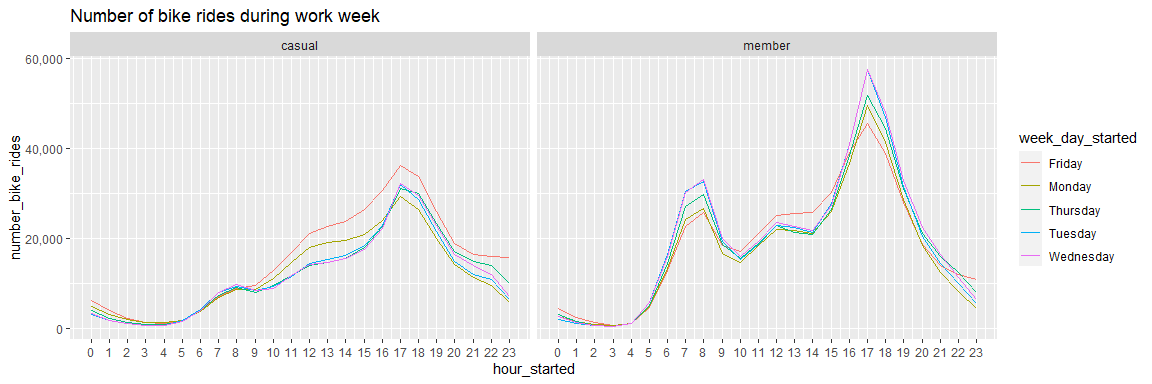 Number of bike rides during work week
casual
member
number_bike_rides
60,000
40,000
20,000
0
0 1 2 3 4 5 6 7 8 9 10 11 12 13 14 15 16 17 18 19 20 21 22 23
0 1 2 3 4 5 6 7 8 9 10 11 12 13 14 15 16 17 18 19 20 21 22 23
hour_started
week_day_started
Friday
Monday
Thursday
Tuesday
Wednesday